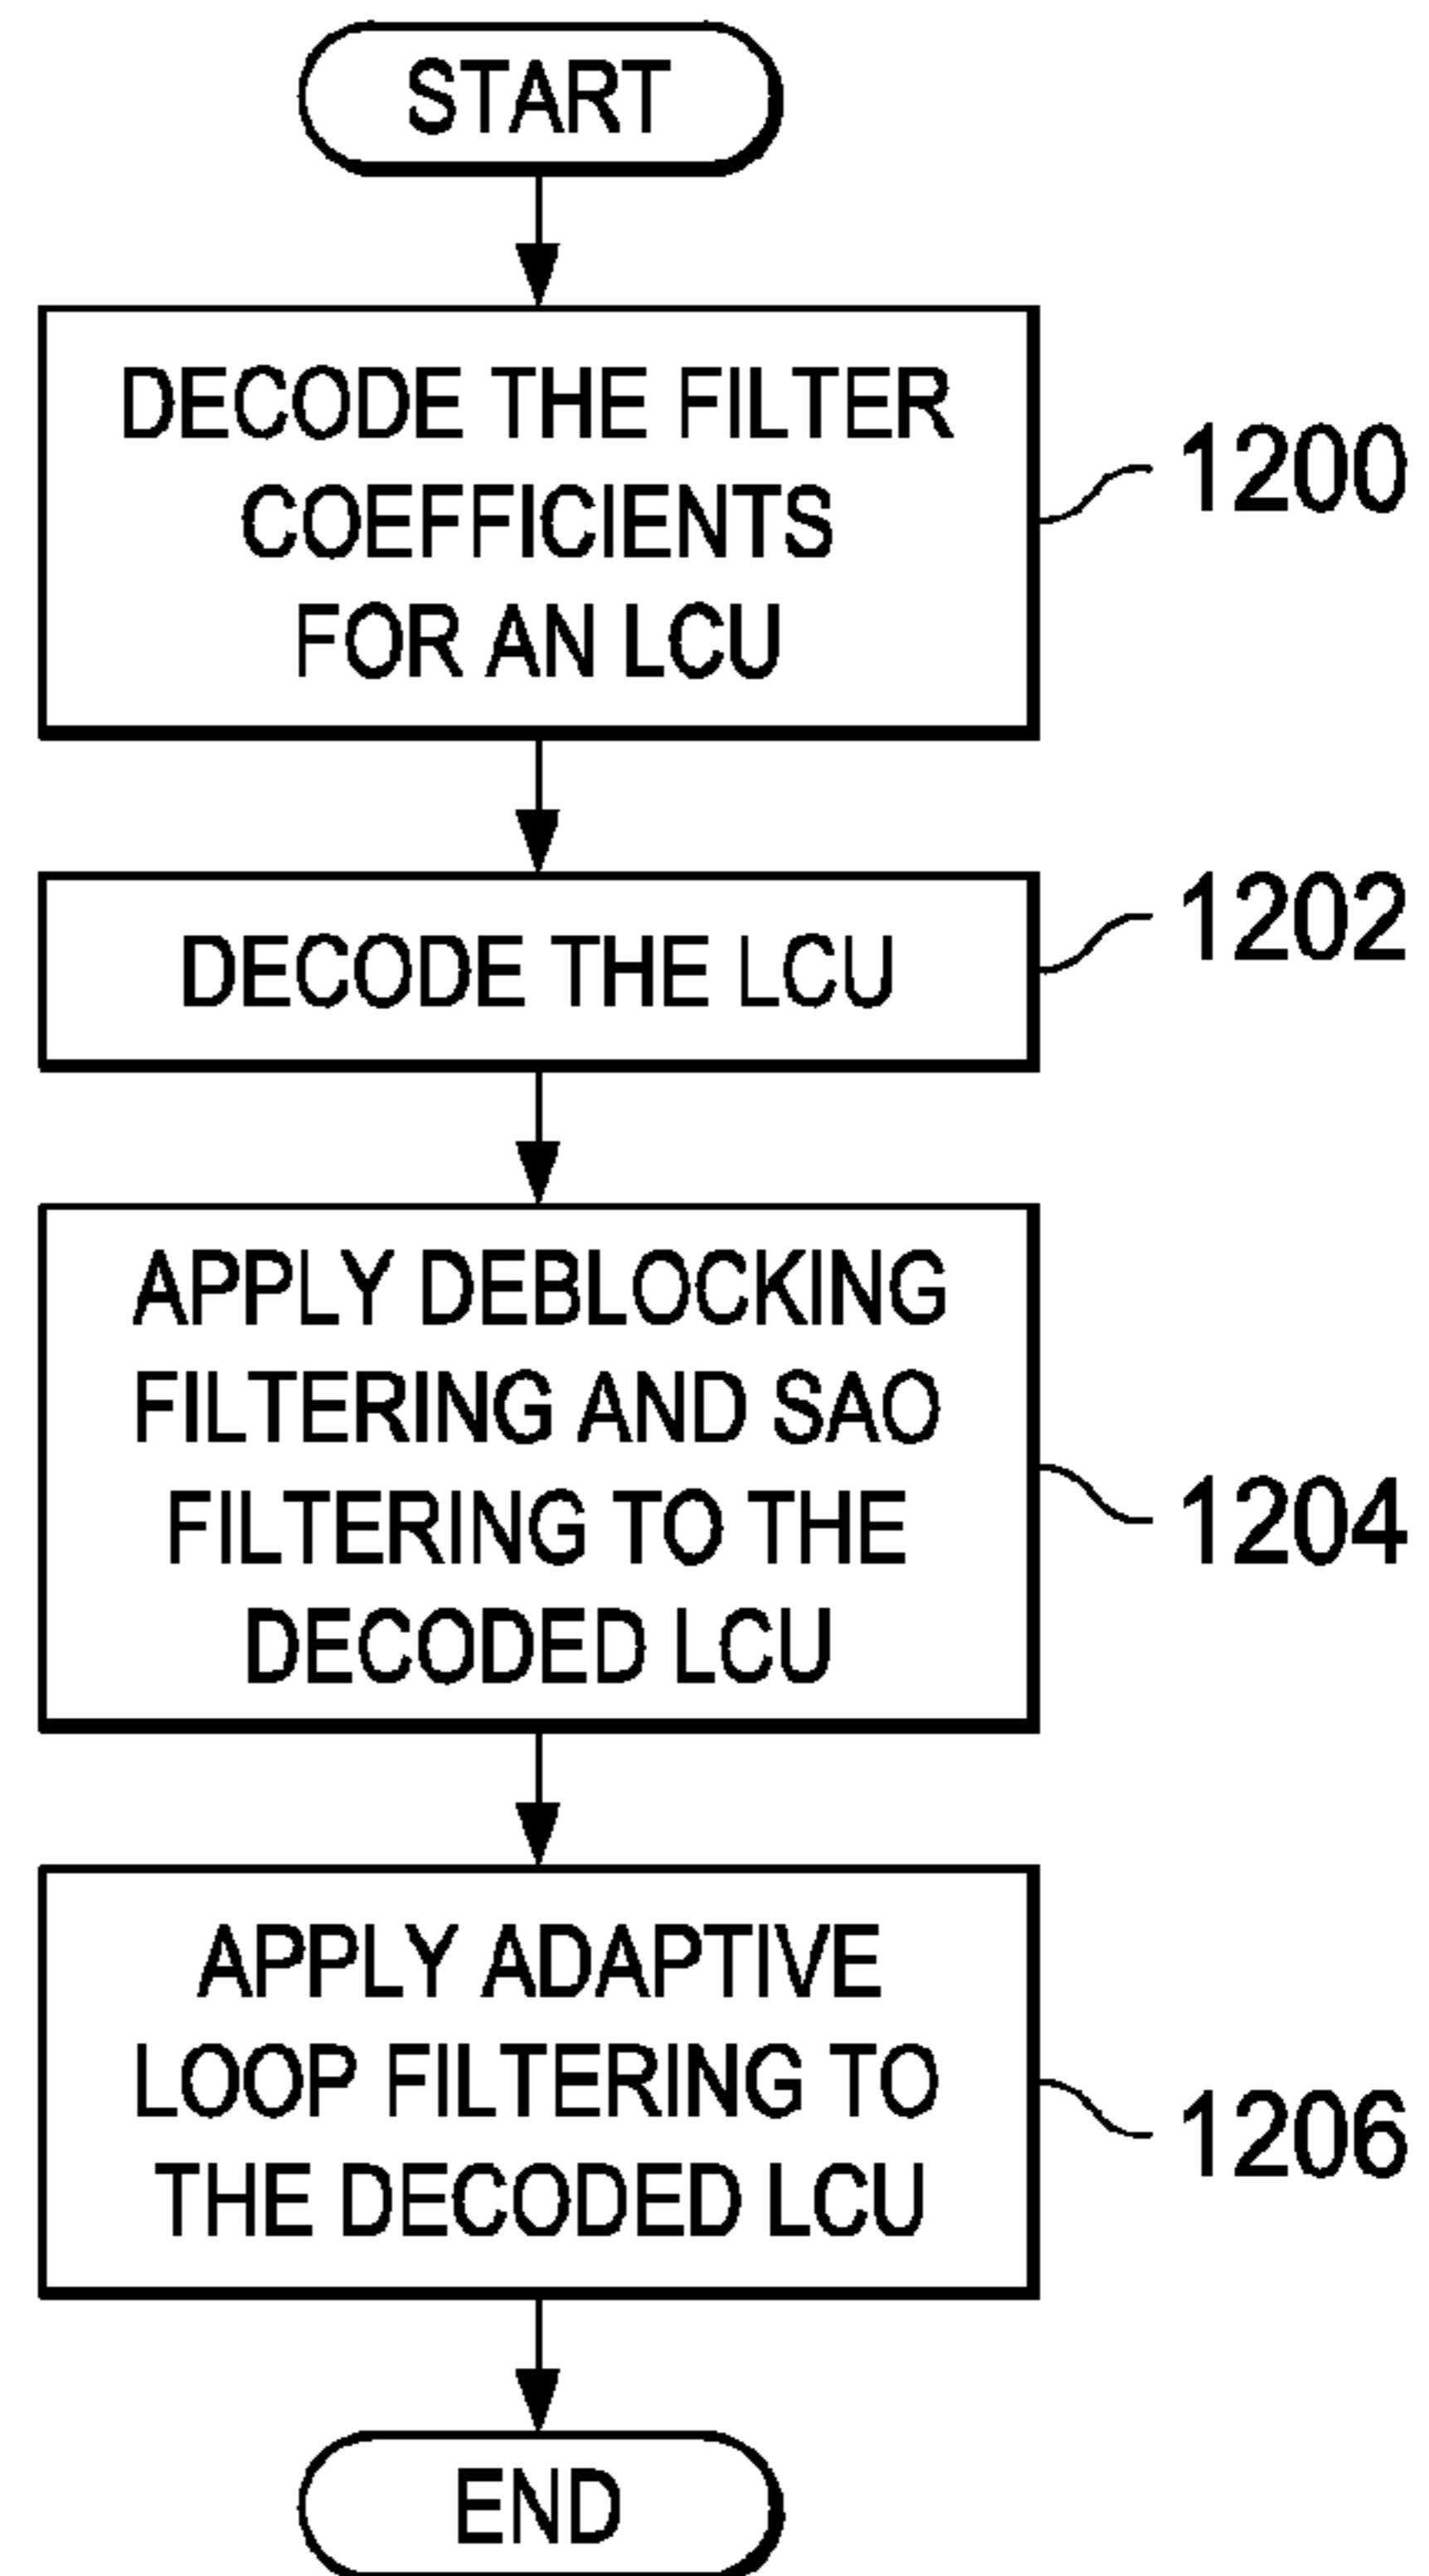 START
DECODE THE FILTER
COEFFICIENTS
FOR AN LCU
1200
DECODE THE LCU
1202
APPLY DEBLOCKING
FILTERING AND SAO
FILTERING TO THE
DECODED LCU
1204
APPLY ADAPTIVE
LOOP FILTERING TO
THE DECODED LCU
1206
END